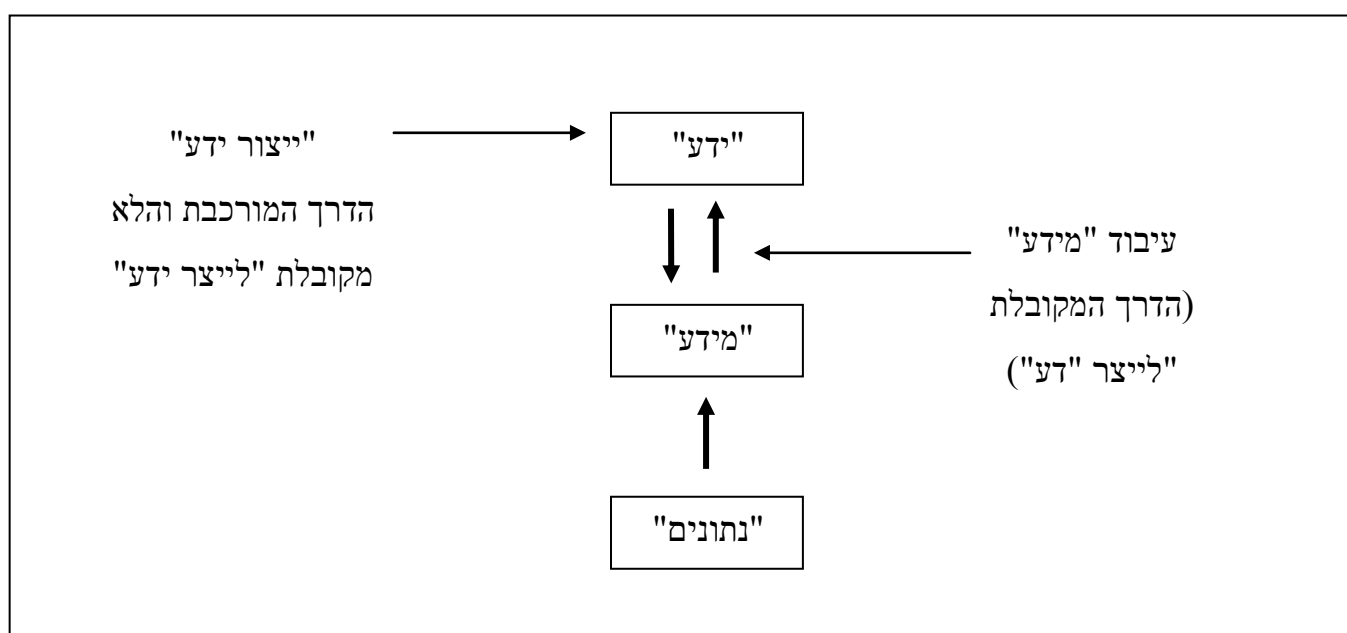 "ייצור ידע"
הדרך המורכבת והלא
מקובלת "לייצר ידע"
"ידע"
עיבוד "מידע"
(הדרך המקובלת
"לייצר "דע")
"מידע"
"נתונים"